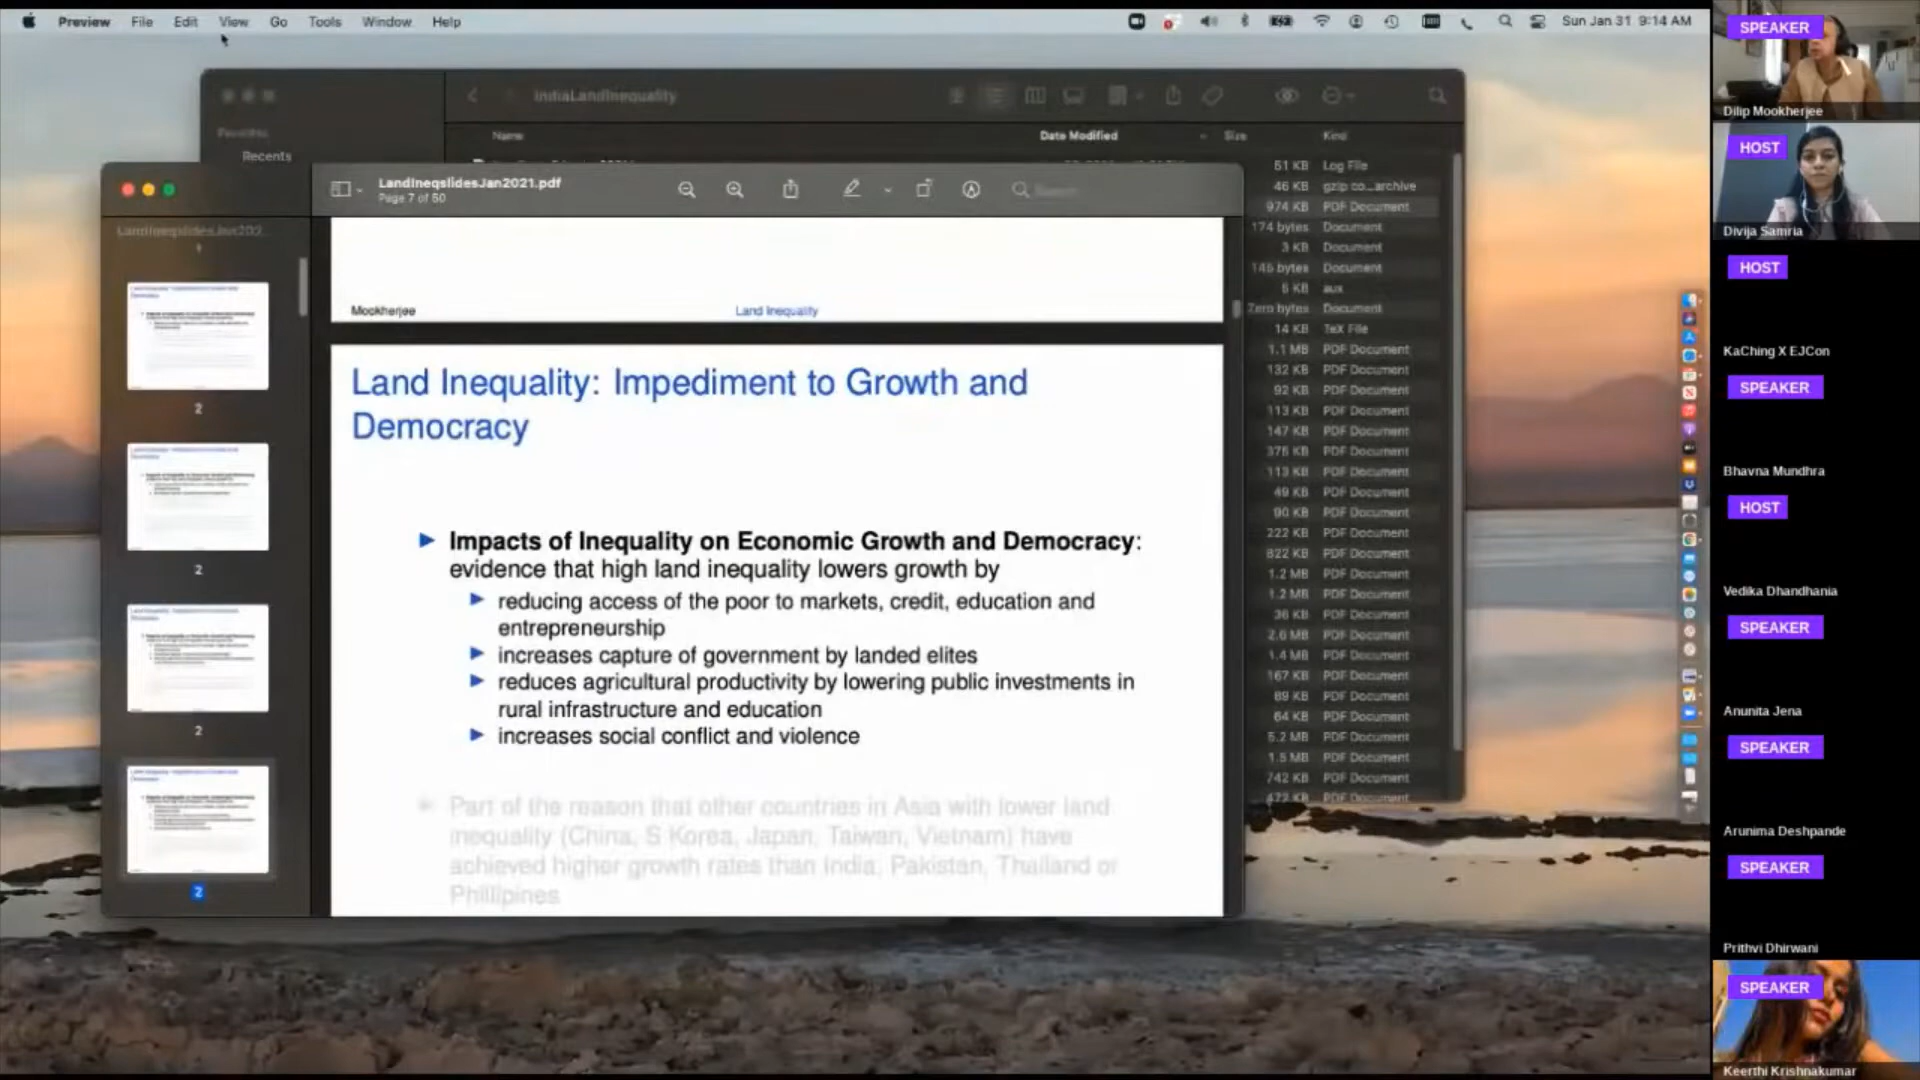 Preview File Edit View Go Tools Window Help
Sun Jan 31 9:14 AM
IndiaLandInequality
Favorites
Recents
Name Date Modified Size Kind
51 KB Log File
46 KB gzip co...archive
974 KB PDF Document
174 bytes Document
3 KB Document
Document
aux
Zero bytes Document
14 KB TeX File
1.1 MB PDF Document
132 KB PDF Document
92 KB PDF Document
113 KB PDF Document
147 KB PDF Document
375 KB PDF Document
113 KB PDF Document
49 KB PDF Document
90 KB PDF Document
222 KB PDF Document
822 KB PDF Document
1.2 MB PDF Document
1.2 MB PDF Document
36 KB PDF Document
2.6 MB PDF Document
1.4 MB PDF Document
167 KB PDF Document
89 KB PDF Document
64 KB PDF Document
5.2 MB PDF Document
1.5 MB PDF Document
742 KB PDF Document
472 KB PDF Document
LandIneqslidesJan2021.pdf
Page 7 of 50
Search
LandIneqslidesJan202...
1
2
2
2
2
Mookherjee Land Inequality
Land Inequality: Impediment to Growth and
Democracy
Impacts of Inequality on Economic Growth and Democracy:
evidence that high land inequality lowers growth by
reducing access of the poor to markets, credit, education and
entrepreneurship
increases capture of government by landed elites
reduces agricultural productivity by lowering public investments in
rural infrastructure and education
increases social conflict and violence
Part of the reason that other countries in Asia with lower land
inequality (China, S Korea, Japan, Taiwan, Vietnam) have
achieved higher growth rates than India, Pakistan, Thailand or
Phillipines
SPEAKER
Dilip Mookherjee
HOST
Divija Samria
HOST
KaChing X EJCon
SPEAKER
Bhavna Mundhra
HOST
Vedika Dhandhania
SPEAKER
Anunita Jena
SPEAKER
Arunima Deshpande
SPEAKER
Prithvi Dhirwani
SPEAKER
Keerthi Krishnakumar